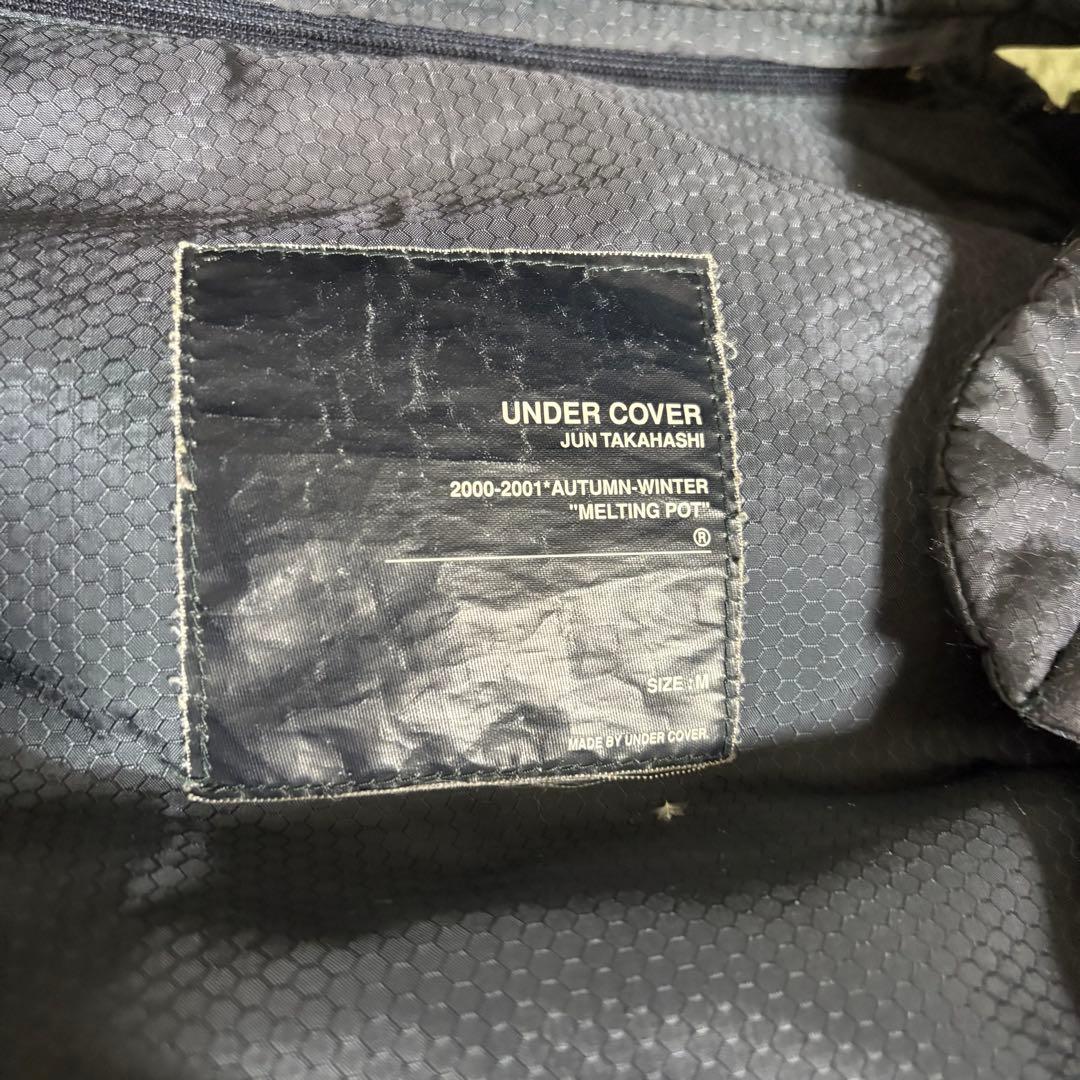 UNDER COVER
JUN TAKAHASHI
2000-2001*AUTUMN-WINTER
"MELTING POT"
®
SIZE : M
MADE BY UNDER COVER.